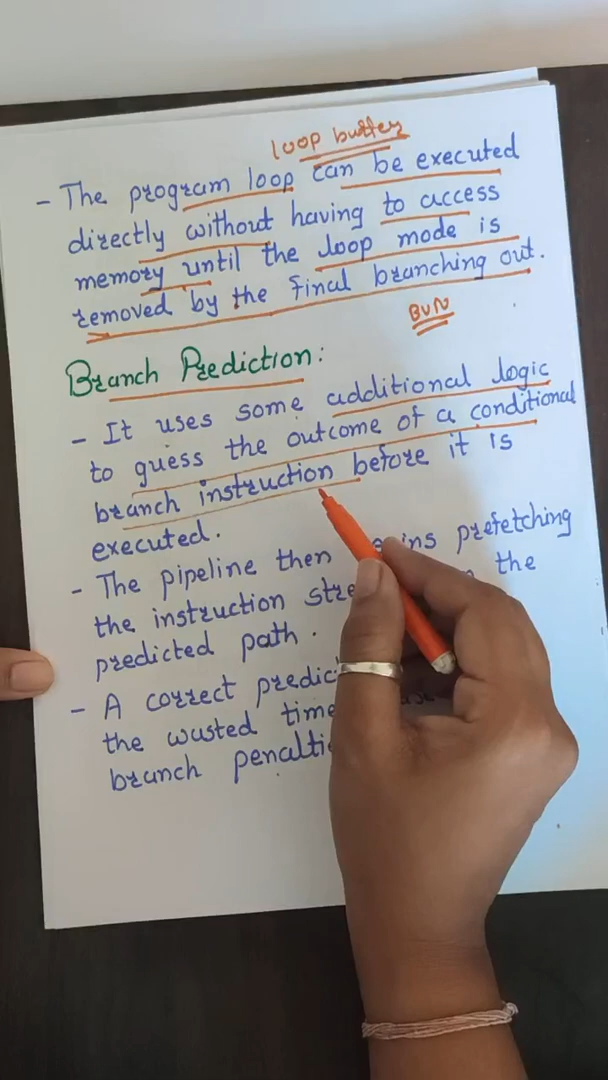 loop buffer
- The program loop can be executed
directly without having to access
memory until the loop mode is
removed by the final branching out.
BUN
Branch Prediction:
- It uses some additional logic
to guess the outcome of a conditional
branch instruction before it is
executed.
- The pipeline then ins prefetching
the instruction stre the
predicted path.
- A correct predic
the wasted time
branch penalti